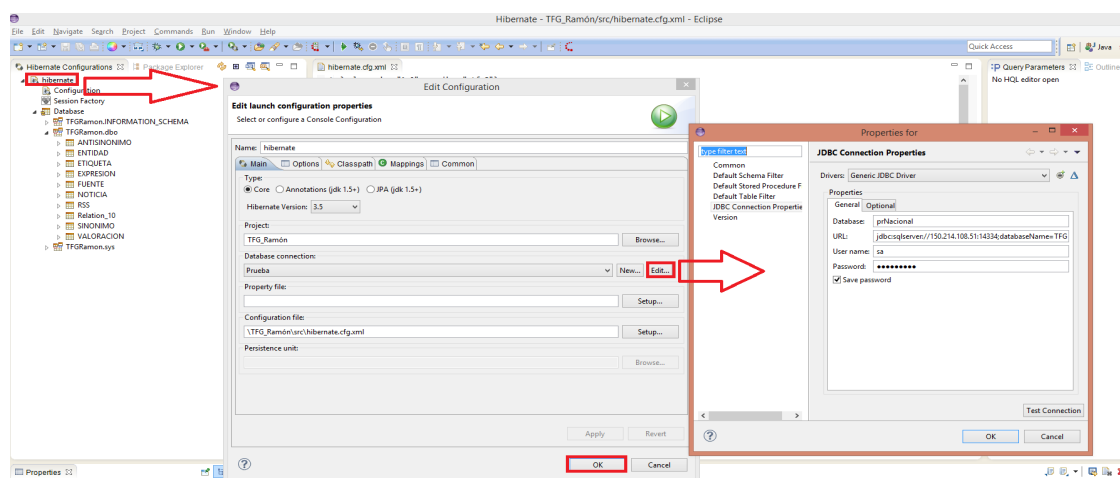 Hibernate - TFG_Ramón/src/hibernate.cfg.xml - Eclipse
File Edit Navigate Search Project Commands Run Window Help
Quick Access
Java
Hibernate Configurations
Package Explorer
hibernate.cfg.xml
Query Parameters
Outline
No HQL editor open
hibernate
Configuration
Session Factory
Database
TFGRamon.INFORMATION_SCHEMA
TFGRamon.dbo
ANTISINONIMO
ENTIDAD
ETIQUETA
EXPRESION
FUENTE
NOTICIA
RSS
Relation_10
SINONIMO
VALORACION
TFGRamon.sys
Edit Configuration
Edit launch configuration properties
Select or configure a Console Configuration
Name: hibernate
Main Options Classpath Mappings Common
Type:
Core Annotations (jdk 1.5+) JPA (jdk 1.5+)
Hibernate Version: 3.5
Project:
TFG_Ramón Browse...
Database connection:
Prueba New... Edit...
Property file:
Setup...
Configuration file:
\TFG_Ramón\src\hibernate.cfg.xml Setup...
Persistence unit:
Browse...
Apply Revert
OK Cancel
Properties for
type filter text
Common
Default Schema Filter
Default Stored Procedure F
Default Table Filter
JDBC Connection Propertie
Version
JDBC Connection Properties
Drivers: Generic JDBC Driver
Properties
General Optional
Database: prNacional
URL: jdbc:sqlserver://150.214.108.51:14334;databaseName=TFG
User name: sa
Password: •••••••••
Save password
Test Connection
OK Cancel
Properties